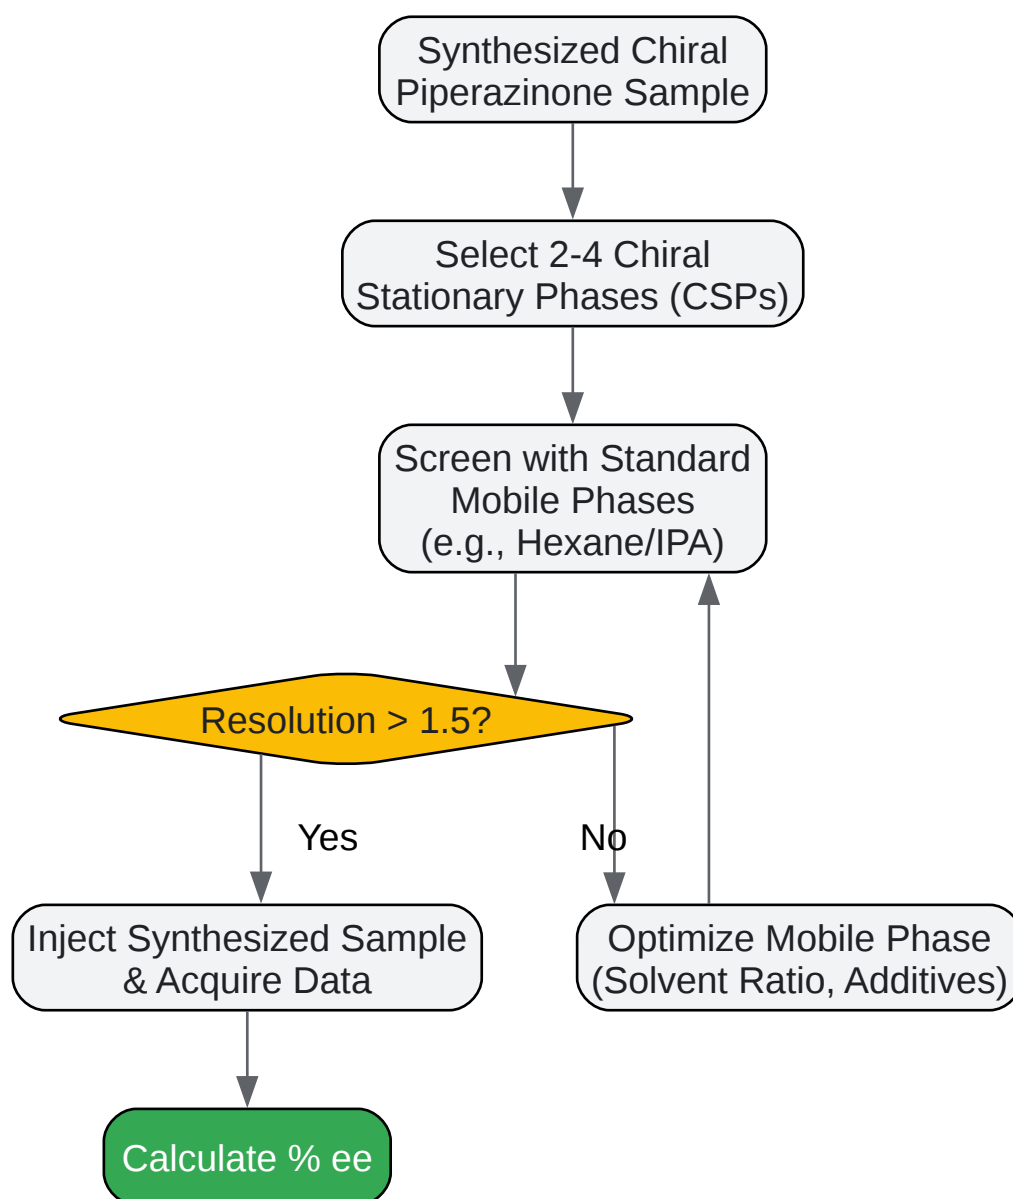 Synthesized Chiral
Piperazinone Sample
Select 2-4 Chiral
Stationary Phases (CSPs)
Screen with Standard
Mobile Phases
(e.g., Hexane/IPA)
Resolution > 1.5?
Yes
No
Inject Synthesized Sample
& Acquire Data
Optimize Mobile Phase
(Solvent Ratio, Additives)
Calculate % ee